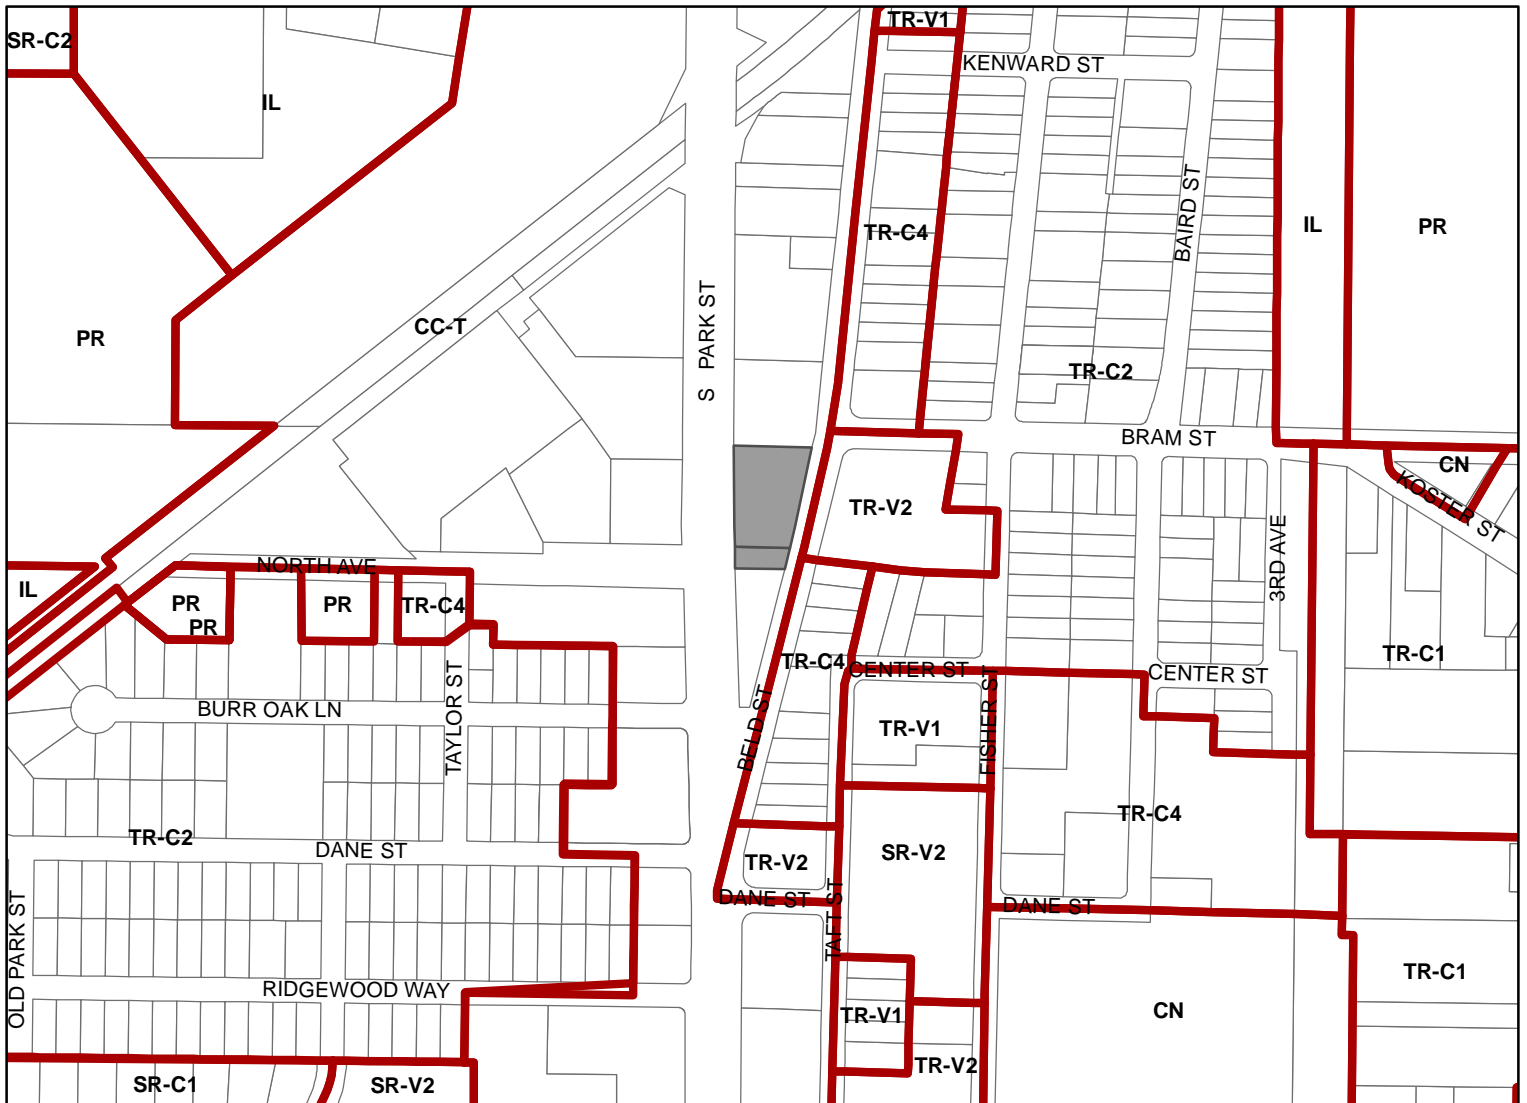 TR-V1
SR-C2
KENWARD ST
IL
BAIRD ST
TR-C4
IL
PR
S PARK ST
CC-T
PR
TR-C2
BRAM ST
CN
KOSTER ST
TR-V2
3RD AVE
NORTH AVE
IL
PR
PR
TR-C4
PR
TR-C4
CENTER ST
CENTER ST
TR-C1
TAYLOR ST
FISHER ST
BURR OAK LN
BELD ST
TR-V1
TR-C4
TR-C2
DANE ST
TR-V2
SR-V2
DANE ST
DANE ST
TAFT ST
OLD PARK ST
TR-C1
RIDGEWOOD WAY
TR-V1
CN
TR-V2
SR-C1
SR-V2